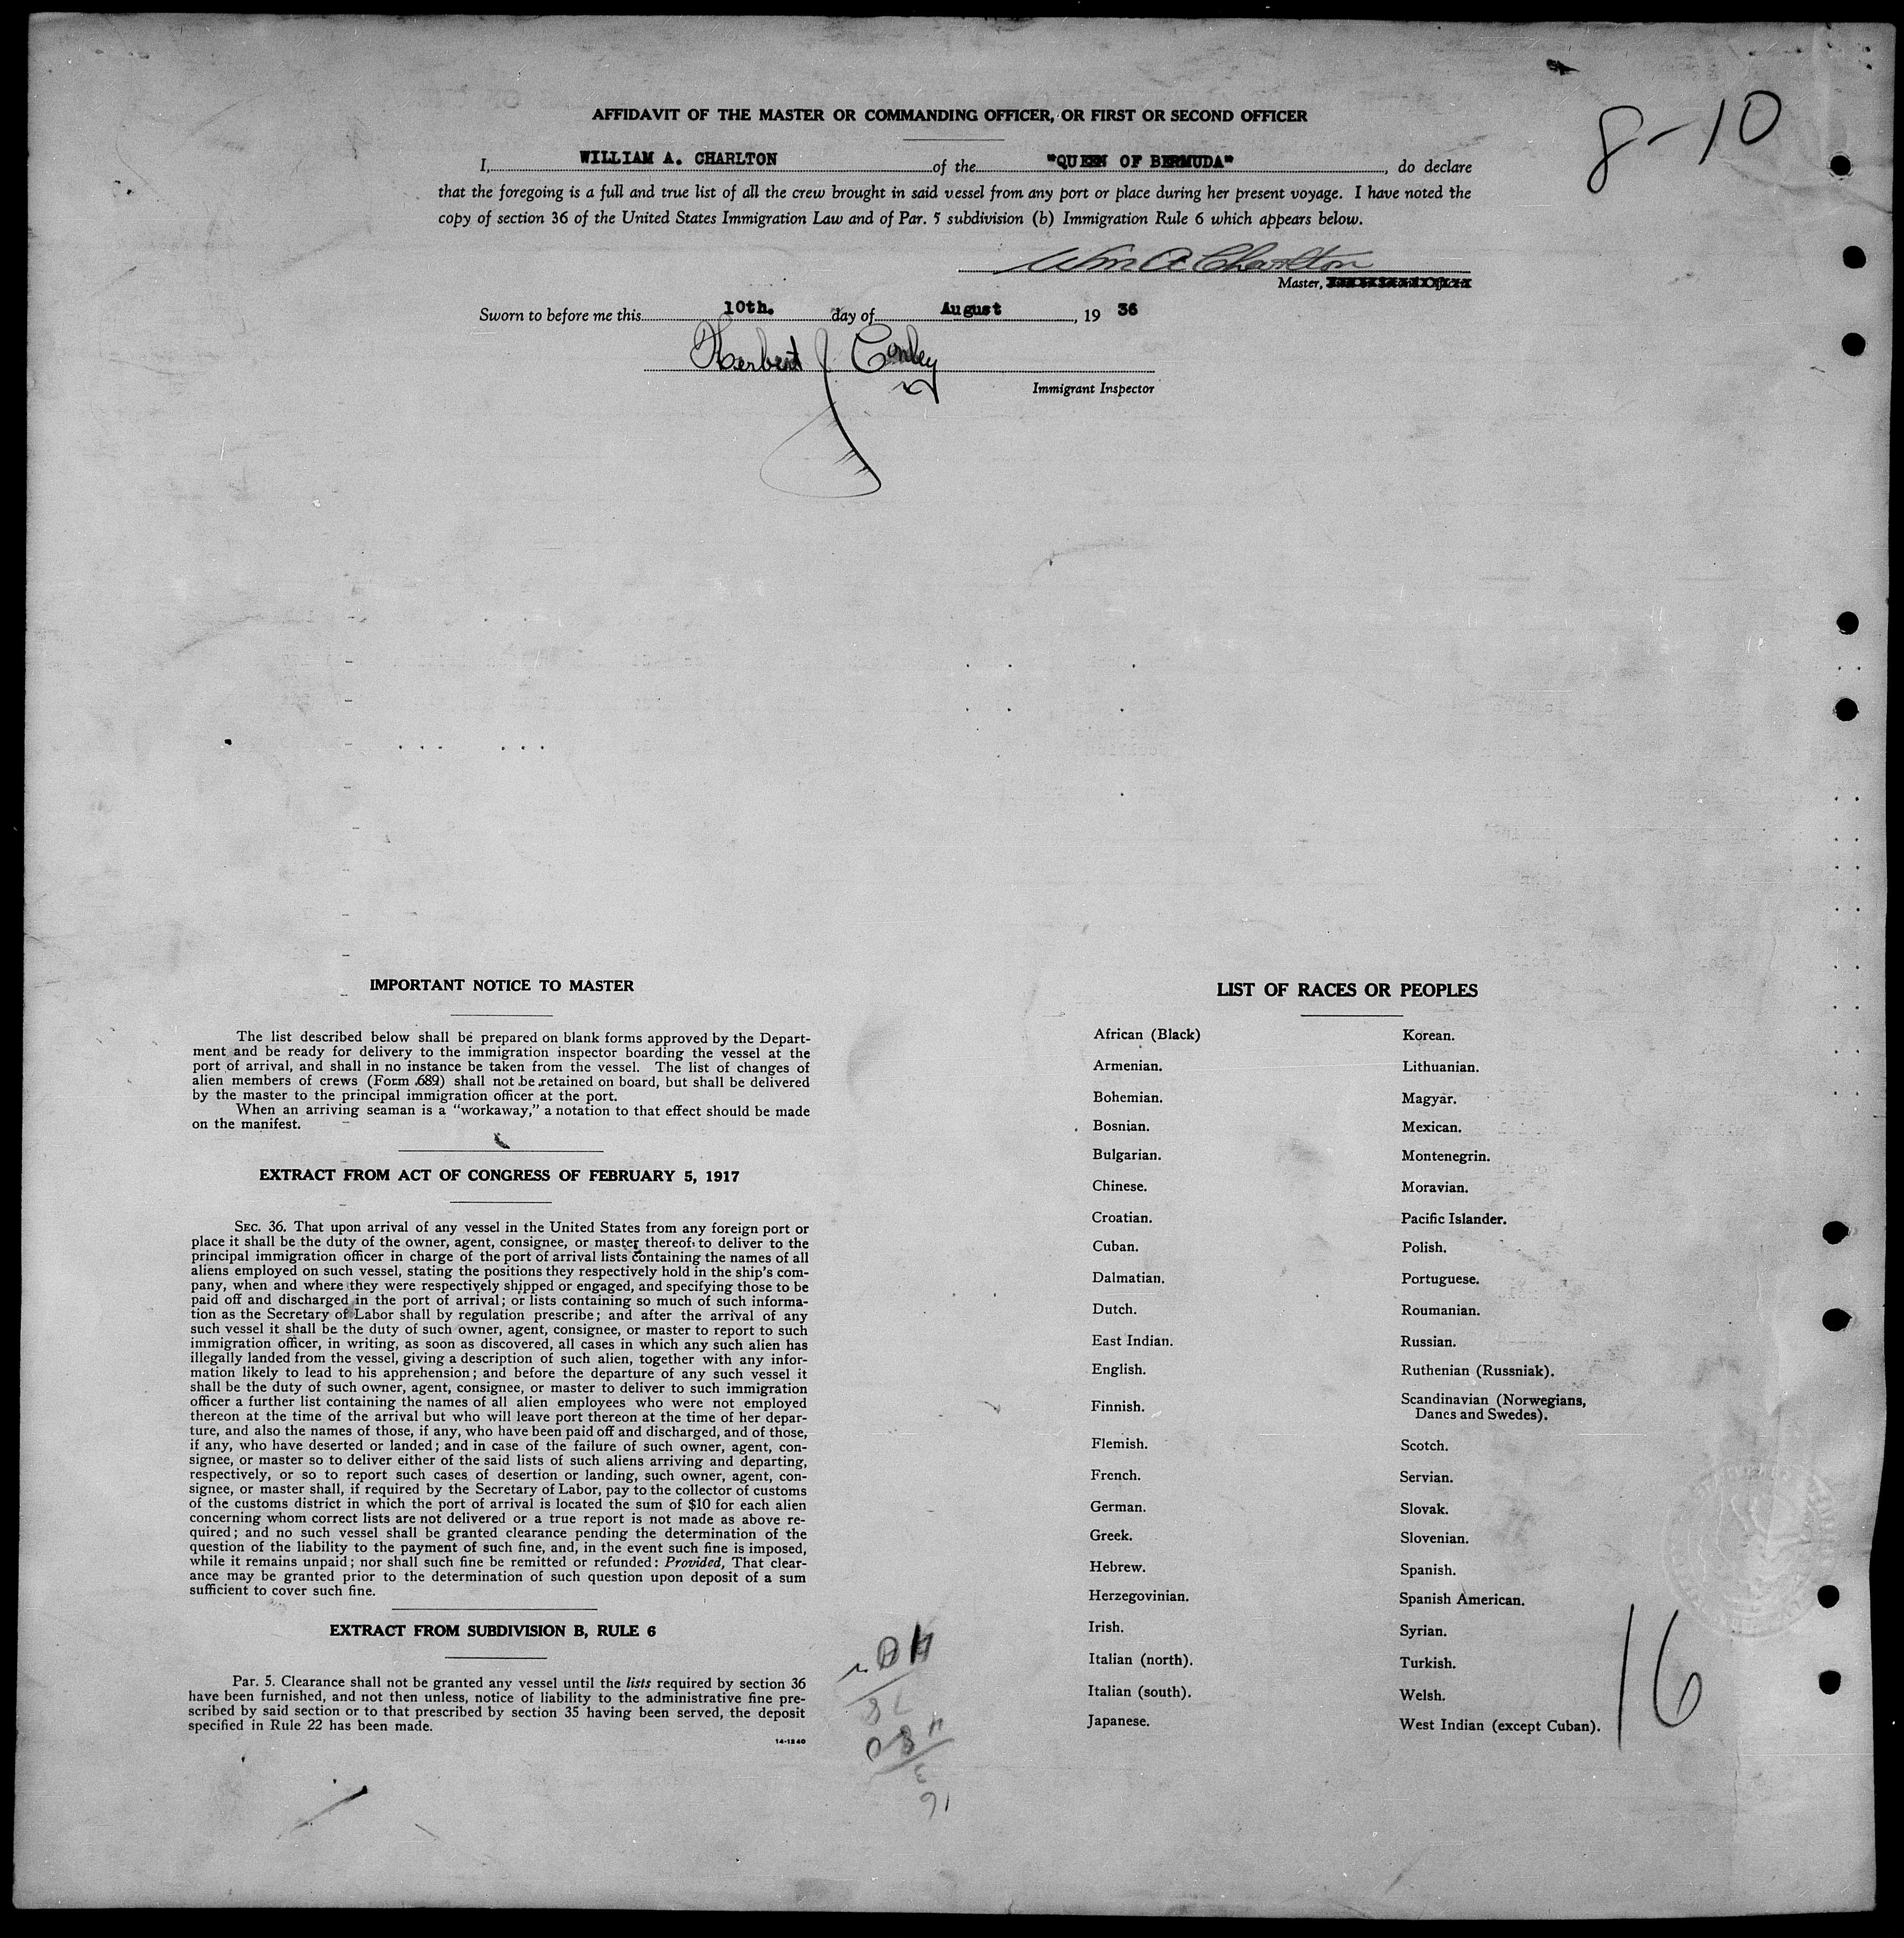 AFFIDAVIT OF THE MASTER OR COMMANDING OFFICER, OR FIRST OR SECOND OFFICER
8-10
I, WILLIAM A. CHARLTON of the "QUEEN OF BERMUDA", do declare
that the foregoing is a full and true list of all the crew brought in said vessel from any port or place during her present voyage. I have noted the
copy of section 36 of the United States Immigration Law and of Par. 5 subdivision (b) Immigration Rule 6 which appears below.
Wm A Charlton
Master,
Sworn to before me this 10th. day of August, 19 36
Herbert J Conley
Immigrant Inspector
IMPORTANT NOTICE TO MASTER
The list described below shall be prepared on blank forms approved by the Depart-
ment and be ready for delivery to the immigration inspector boarding the vessel at the
port of arrival, and shall in no instance be taken from the vessel. The list of changes of
alien members of crews (Form 689) shall not be retained on board, but shall be delivered
by the master to the principal immigration officer at the port.
When an arriving seaman is a "workaway," a notation to that effect should be made
on the manifest.
EXTRACT FROM ACT OF CONGRESS OF FEBRUARY 5, 1917
SEC. 36. That upon arrival of any vessel in the United States from any foreign port or
place it shall be the duty of the owner, agent, consignee, or master thereof to deliver to the
principal immigration officer in charge of the port of arrival lists containing the names of all
aliens employed on such vessel, stating the positions they respectively hold in the ship's com-
pany, when and where they were respectively shipped or engaged, and specifying those to be
paid off and discharged in the port of arrival; or lists containing so much of such informa-
tion as the Secretary of Labor shall by regulation prescribe; and after the arrival of any
such vessel it shall be the duty of such owner, agent, consignee, or master to report to such
immigration officer, in writing, as soon as discovered, all cases in which any such alien has
illegally landed from the vessel, giving a description of such alien, together with any infor-
mation likely to lead to his apprehension; and before the departure of any such vessel it
shall be the duty of such owner, agent, consignee, or master to deliver to such immigration
officer a further list containing the names of all alien employees who were not employed
thereon at the time of the arrival but who will leave port thereon at the time of her depar-
ture, and also the names of those, if any, who have been paid off and discharged, and of those,
if any, who have deserted or landed; and in case of the failure of such owner, agent, con-
signee, or master so to deliver either of the said lists of such aliens arriving and departing,
respectively, or so to report such cases of desertion or landing, such owner, agent, con-
signee, or master shall, if required by the Secretary of Labor, pay to the collector of customs
of the customs district in which the port of arrival is located the sum of $10 for each alien
concerning whom correct lists are not delivered or a true report is not made as above re-
quired; and no such vessel shall be granted clearance pending the determination of the
question of the liability to the payment of such fine, and, in the event such fine is imposed,
while it remains unpaid; nor shall such fine be remitted or refunded: Provided, That clear-
ance may be granted prior to the determination of such question upon deposit of a sum
sufficient to cover such fine.
EXTRACT FROM SUBDIVISION B, RULE 6
Par. 5. Clearance shall not be granted any vessel until the lists required by section 36
have been furnished, and not then unless, notice of liability to the administrative fine pre-
scribed by said section or to that prescribed by section 35 having been served, the deposit
specified in Rule 22 has been made.
14-1240
LIST OF RACES OR PEOPLES
African (Black)
Armenian.
Bohemian.
Bosnian.
Bulgarian.
Chinese.
Croatian.
Cuban.
Dalmatian.
Dutch.
East Indian.
English.
Finnish.
Flemish.
French.
German.
Greek.
Hebrew.
Herzegovinian.
Irish.
Italian (north).
Italian (south).
Japanese.
Korean.
Lithuanian.
Magyar.
Mexican.
Montenegrin.
Moravian.
Pacific Islander.
Polish.
Portuguese.
Roumanian.
Russian.
Ruthenian (Russniak).
Scandinavian (Norwegians,
Danes and Swedes).
Scotch.
Servian.
Slovak.
Slovenian.
Spanish.
Spanish American.
Syrian.
Turkish.
Welsh.
West Indian (except Cuban).
16